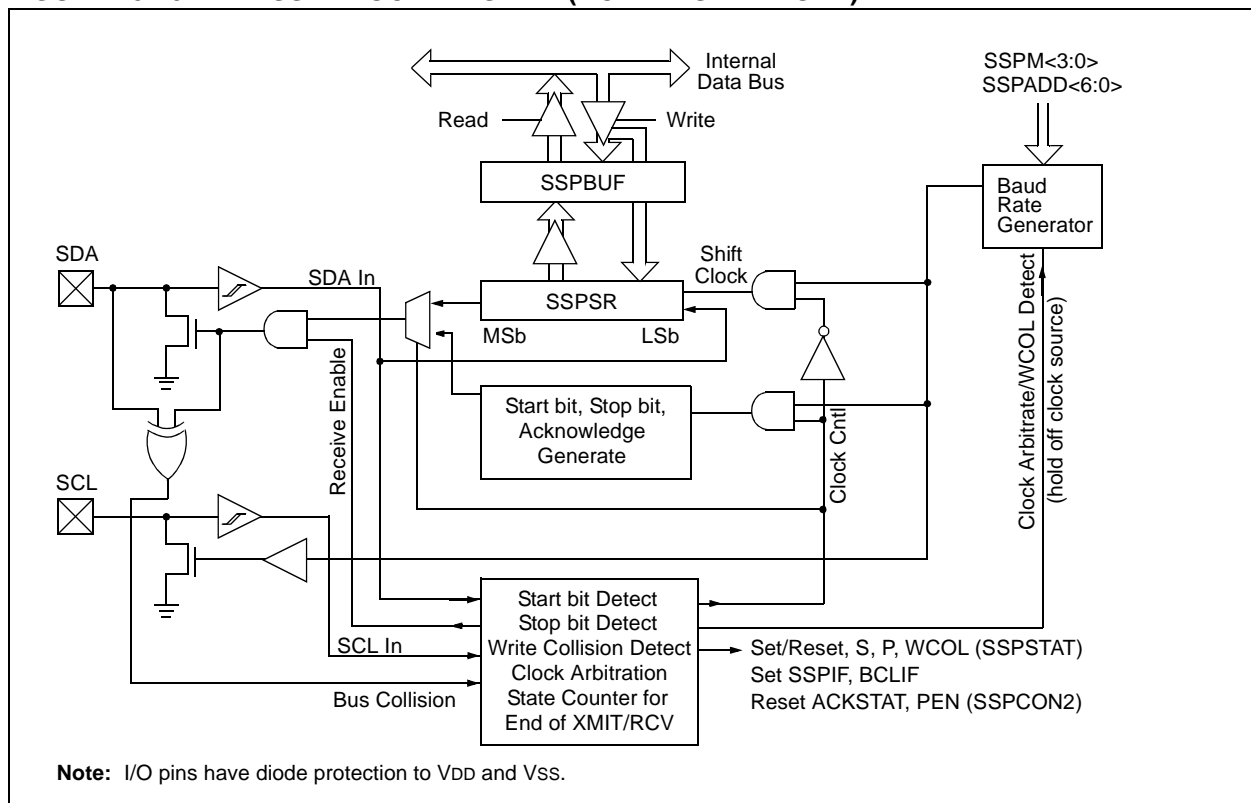 Internal
Data Bus
SSPM<3:0>
SSPADD<6:0>
Read
Write
SSPBUF
Baud
Rate
Generator
SDA
SDA In
Shift
Clock
SSPSR
MSb
LSb
Start bit, Stop bit,
Acknowledge
Generate
Receive Enable
Clock Cntl
Clock Arbitrate/WCOL Detect
(hold off clock source)
SCL
SCL In
Bus Collision
Start bit Detect
Stop bit Detect
Write Collision Detect
Clock Arbitration
State Counter for
End of XMIT/RCV
Set/Reset, S, P, WCOL (SSPSTAT)
Set SSPIF, BCLIF
Reset ACKSTAT, PEN (SSPCON2)
Note: I/O pins have diode protection to VDD and VSS.